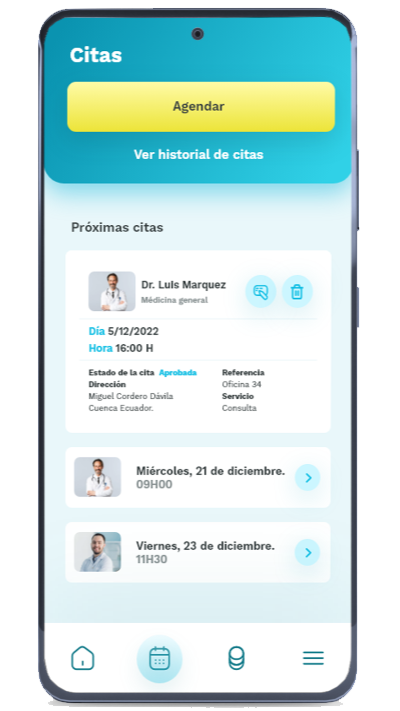 Citas
Agendar
Ver historial de citas
Próximas citas
Dr. Luis Marquez
Médicina general
Día 5/12/2022
Hora 16:00 H
Estado de la cita Aprobada
Dirección
Miguel Cordero Dávila
Cuenca Ecuador.
Referencia
Oficina 34
Servicio
Consulta
Miércoles, 21 de diciembre.
09H00
Viernes, 23 de diciembre.
11H30